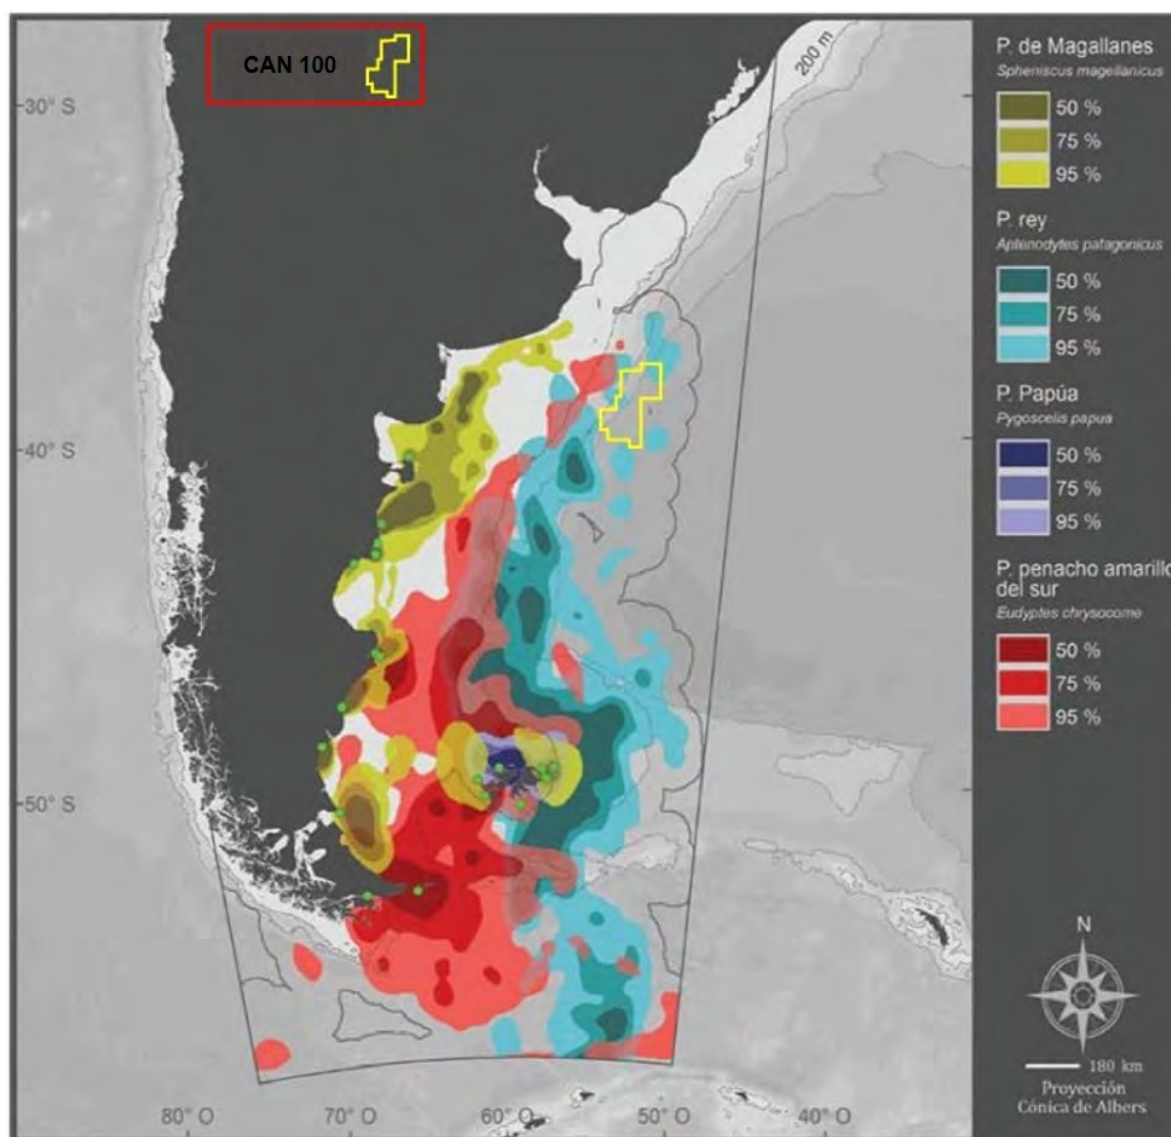 CAN 100
200 m
30° S
40° S
50° S
80° O
70° O
60° O
50° O
40° O
P. de Magallanes
Spheniscus magellanicus
50 %
75 %
95 %
P. rey
Aptenodytes patagonicus
50 %
75 %
95 %
P. Papúa
Pygoscelis papua
50 %
75 %
95 %
P. penacho amarillo
del sur
Eudyptes chrysocome
50 %
75 %
95 %
N
180 km
Proyección
Cónica de Albers